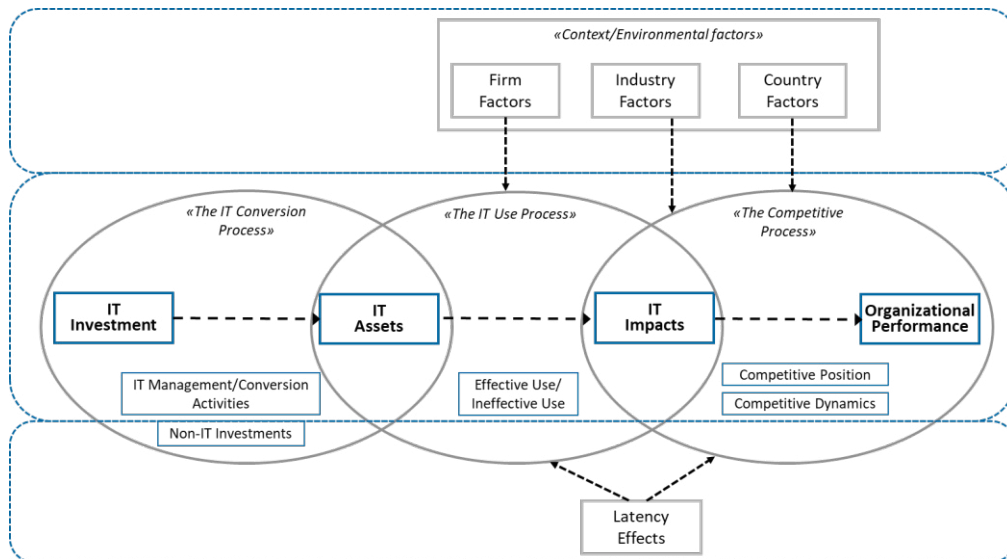 «Context/Environmental factors»
Firm
Factors
Industry
Factors
Country
Factors
«The IT Conversion
Process»
«The IT Use Process»
«The Competitive
Process»
IT
Investment
IT
Assets
IT
Impacts
Organizational
Performance
IT Management/Conversion
Activities
Non-IT Investments
Effective Use/
Ineffective Use
Competitive Position
Competitive Dynamics
Latency
Effects